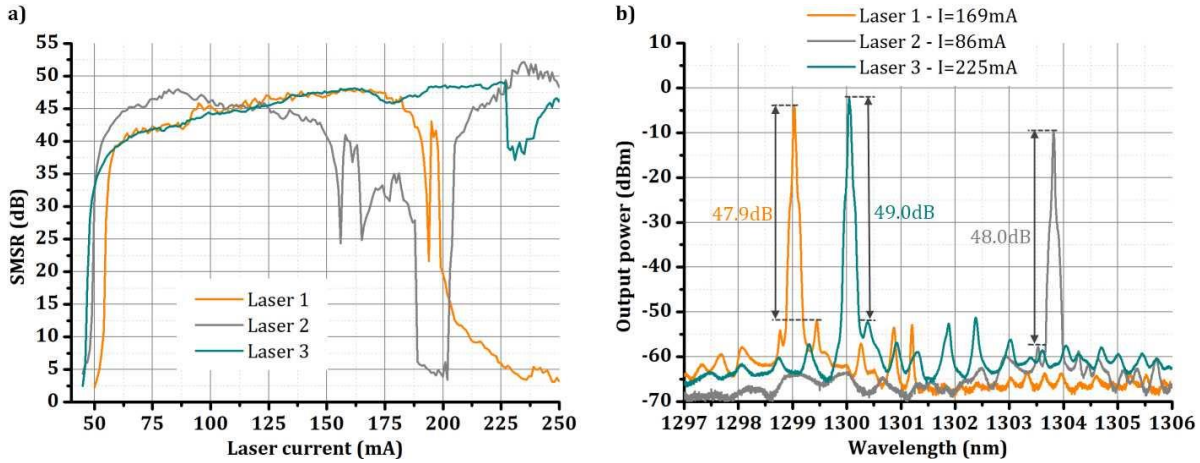 a)
SMSR (dB)
55
50
45
40
35
30
25
20
15
10
5
0
Laser 1
Laser 2
Laser 3
50 75 100 125 150 175 200 225 250
Laser current (mA)
b)
Laser 1 - I=169mA
Laser 2 - I=86mA
Laser 3 - I=225mA
Output power (dBm)
10
0
-10
-20
-30
-40
-50
-60
-70
47.9dB
49.0dB
48.0dB
1297 1298 1299 1300 1301 1302 1303 1304 1305 1306
Wavelength (nm)